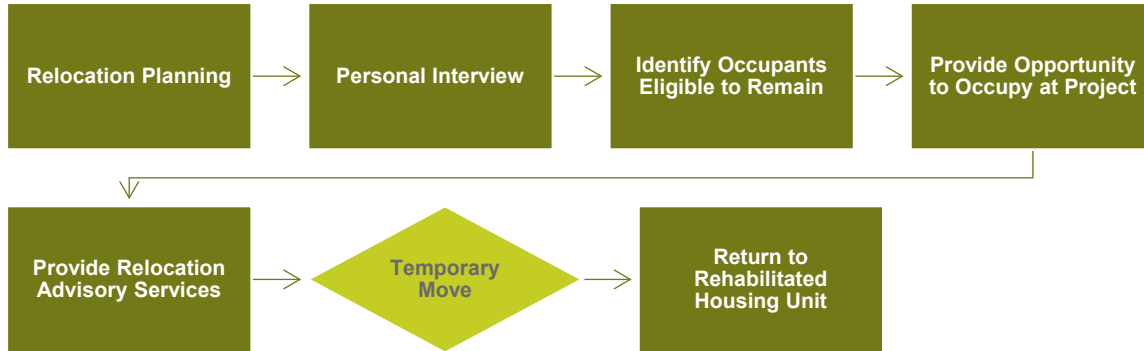 Relocation Planning
Personal Interview
Identify Occupants
Eligible to Remain
Provide Opportunity
to Occupy at Project
Provide Relocation
Advisory Services
Temporary
Move
Return to
Rehabilitated
Housing Unit